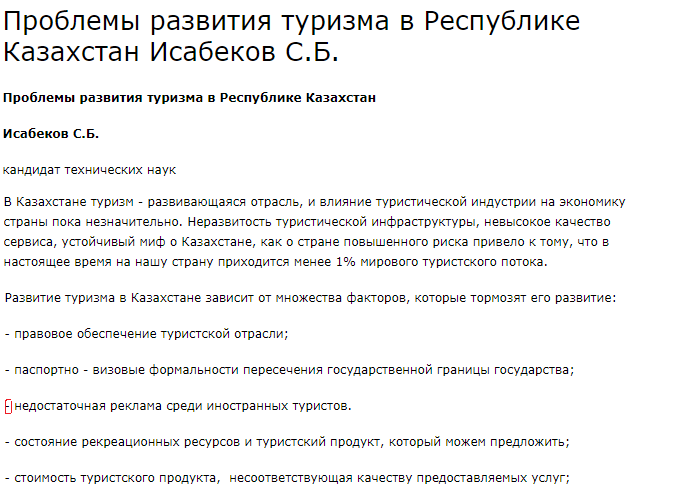 Проблемы развития туризма в Республике
Казахстан Исабеков С.Б.
Проблемы развития туризма в Республике Казахстан
Исабеков С.Б.
кандидат технических наук
В Казахстане туризм - развивающаяся отрасль, и влияние туристической индустрии на экономику
страны пока незначительно. Неразвитость туристической инфраструктуры, невысокое качество
сервиса, устойчивый миф о Казахстане, как о стране повышенного риска привело к тому, что в
настоящее время на нашу страну приходится менее 1% мирового туристского потока.
Развитие туризма в Казахстане зависит от множества факторов, которые тормозят его развитие:
- правовое обеспечение туристской отрасли;
- паспортно - визовые формальности пересечения государственной границы государства;
- недостаточная реклама среди иностранных туристов.
- состояние рекреационных ресурсов и туристский продукт, который можем предложить;
- стоимость туристского продукта,  несоответствующая качеству предоставляемых услуг;